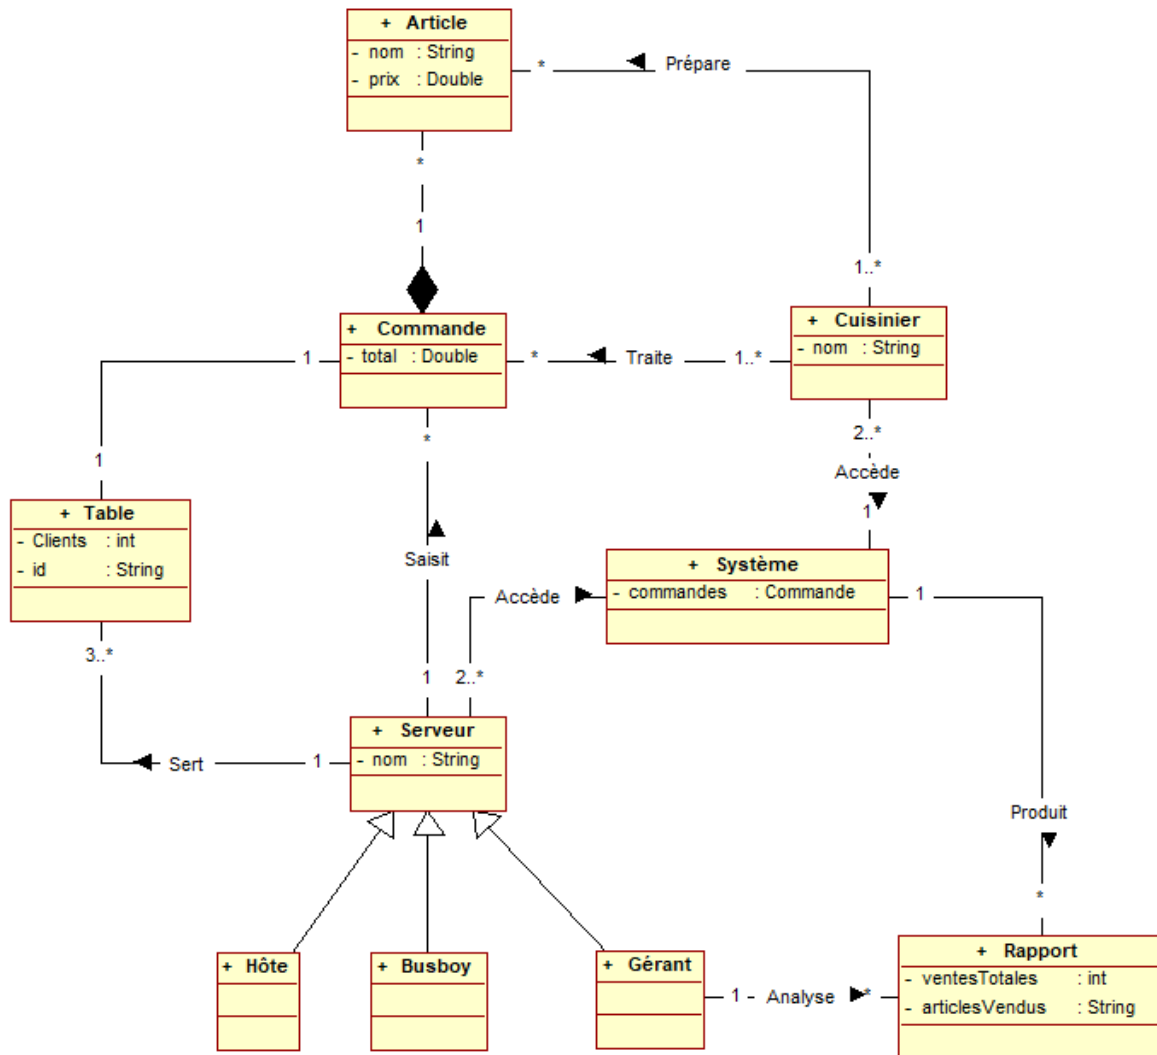 + Article
- nom : String
- prix : Double
* Prépare
*
1
1..*
+ Commande
- total : Double
+ Cuisinier
- nom : String
1
* Traite 1..*
*
2..*
1
Accède
1
+ Table
- Clients : int
- id : String
Saisit
+ Système
- commandes : Commande
Accède
1
3..*
1
2..*
+ Serveur
- nom : String
Sert 1
Produit
*
+ Hôte
+ Busboy
+ Gérant
+ Rapport
- ventesTotales : int
- articlesVendus : String
1 Analyse *